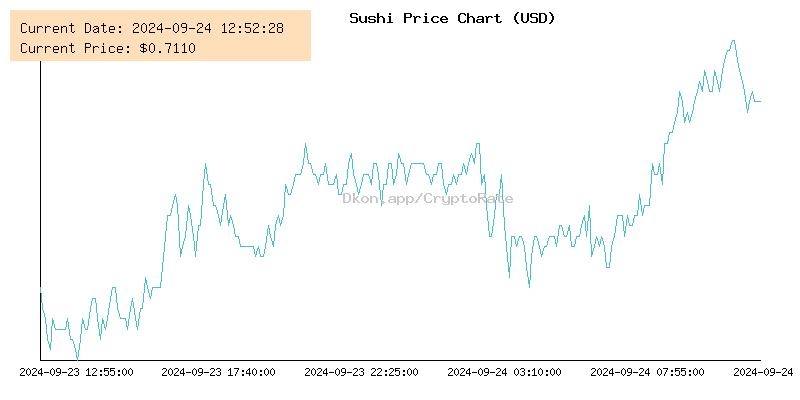 Sushi Price Chart (USD)
Current Date: 2024-09-24 12:52:28
Current Price: $0.7110
Dkon.app/CryptoRate
2024-09-23 12:55:00 2024-09-23 17:40:00 2024-09-23 22:25:00 2024-09-24 03:10:00 2024-09-24 07:55:00 2024-09-24